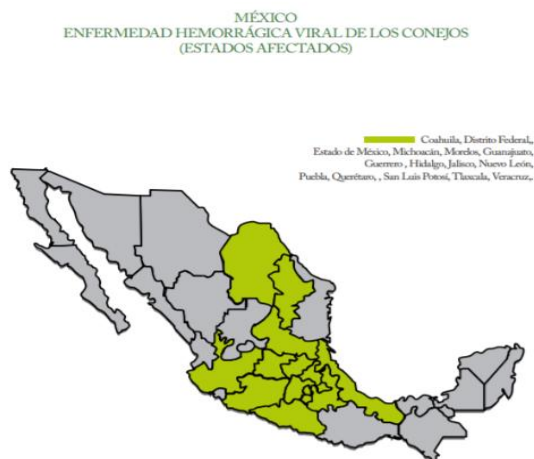 MÉXICO
ENFERMEDAD HEMORRÁGICA VIRAL DE LOS CONEJOS
(ESTADOS AFECTADOS)
Coahuila, Distrito Federal,,
Estado de México, Michoacán, Morelos, Guanajuato,
Guerrero , Hidalgo, Jalisco, Nuevo León,
Puebla, Querétaro, , San Luis Potosí, Tlaxcala, Veracruz,.